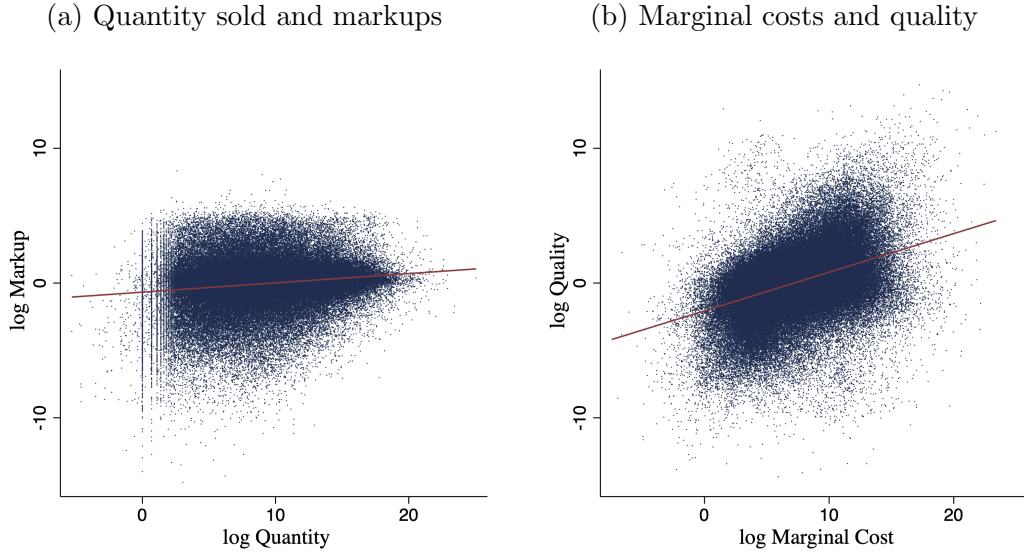 (a) Quantity sold and markups
10
0
-10
log Markup
0
10
20
log Quantity
(b) Marginal costs and quality
10
0
-10
log Quality
0
10
20
log Marginal Cost